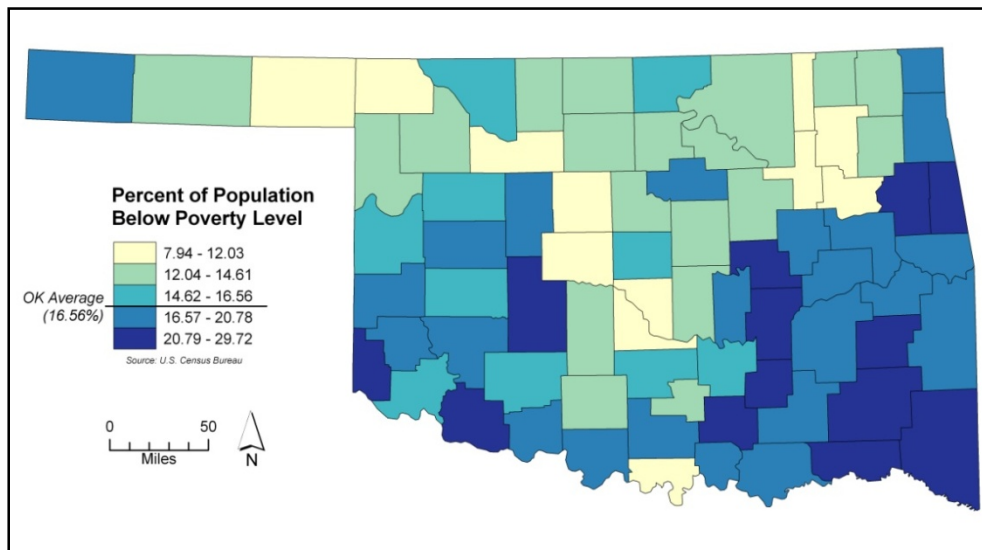 Percent of Population
Below Poverty Level
7.94 - 12.03
12.04 - 14.61
14.62 - 16.56
OK Average
(16.56%)
16.57 - 20.78
20.79 - 29.72
Source: U.S. Census Bureau
0 50
Miles
N